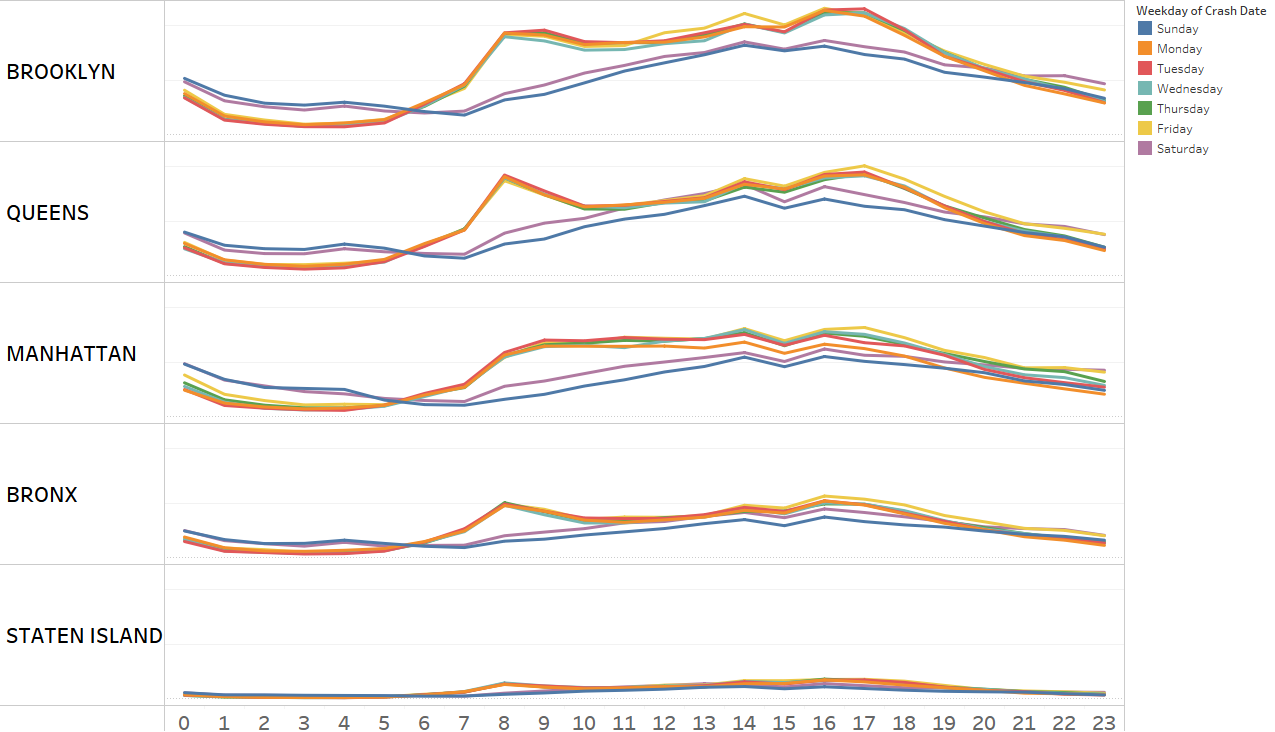 Weekday of Crash Date
Sunday
Monday
Tuesday
Wednesday
Thursday
Friday
Saturday
BROOKLYN
QUEENS
MANHATTAN
BRONX
STATEN ISLAND
0 1 2 3 4 5 6 7 8 9 10 11 12 13 14 15 16 17 18 19 20 21 22 23